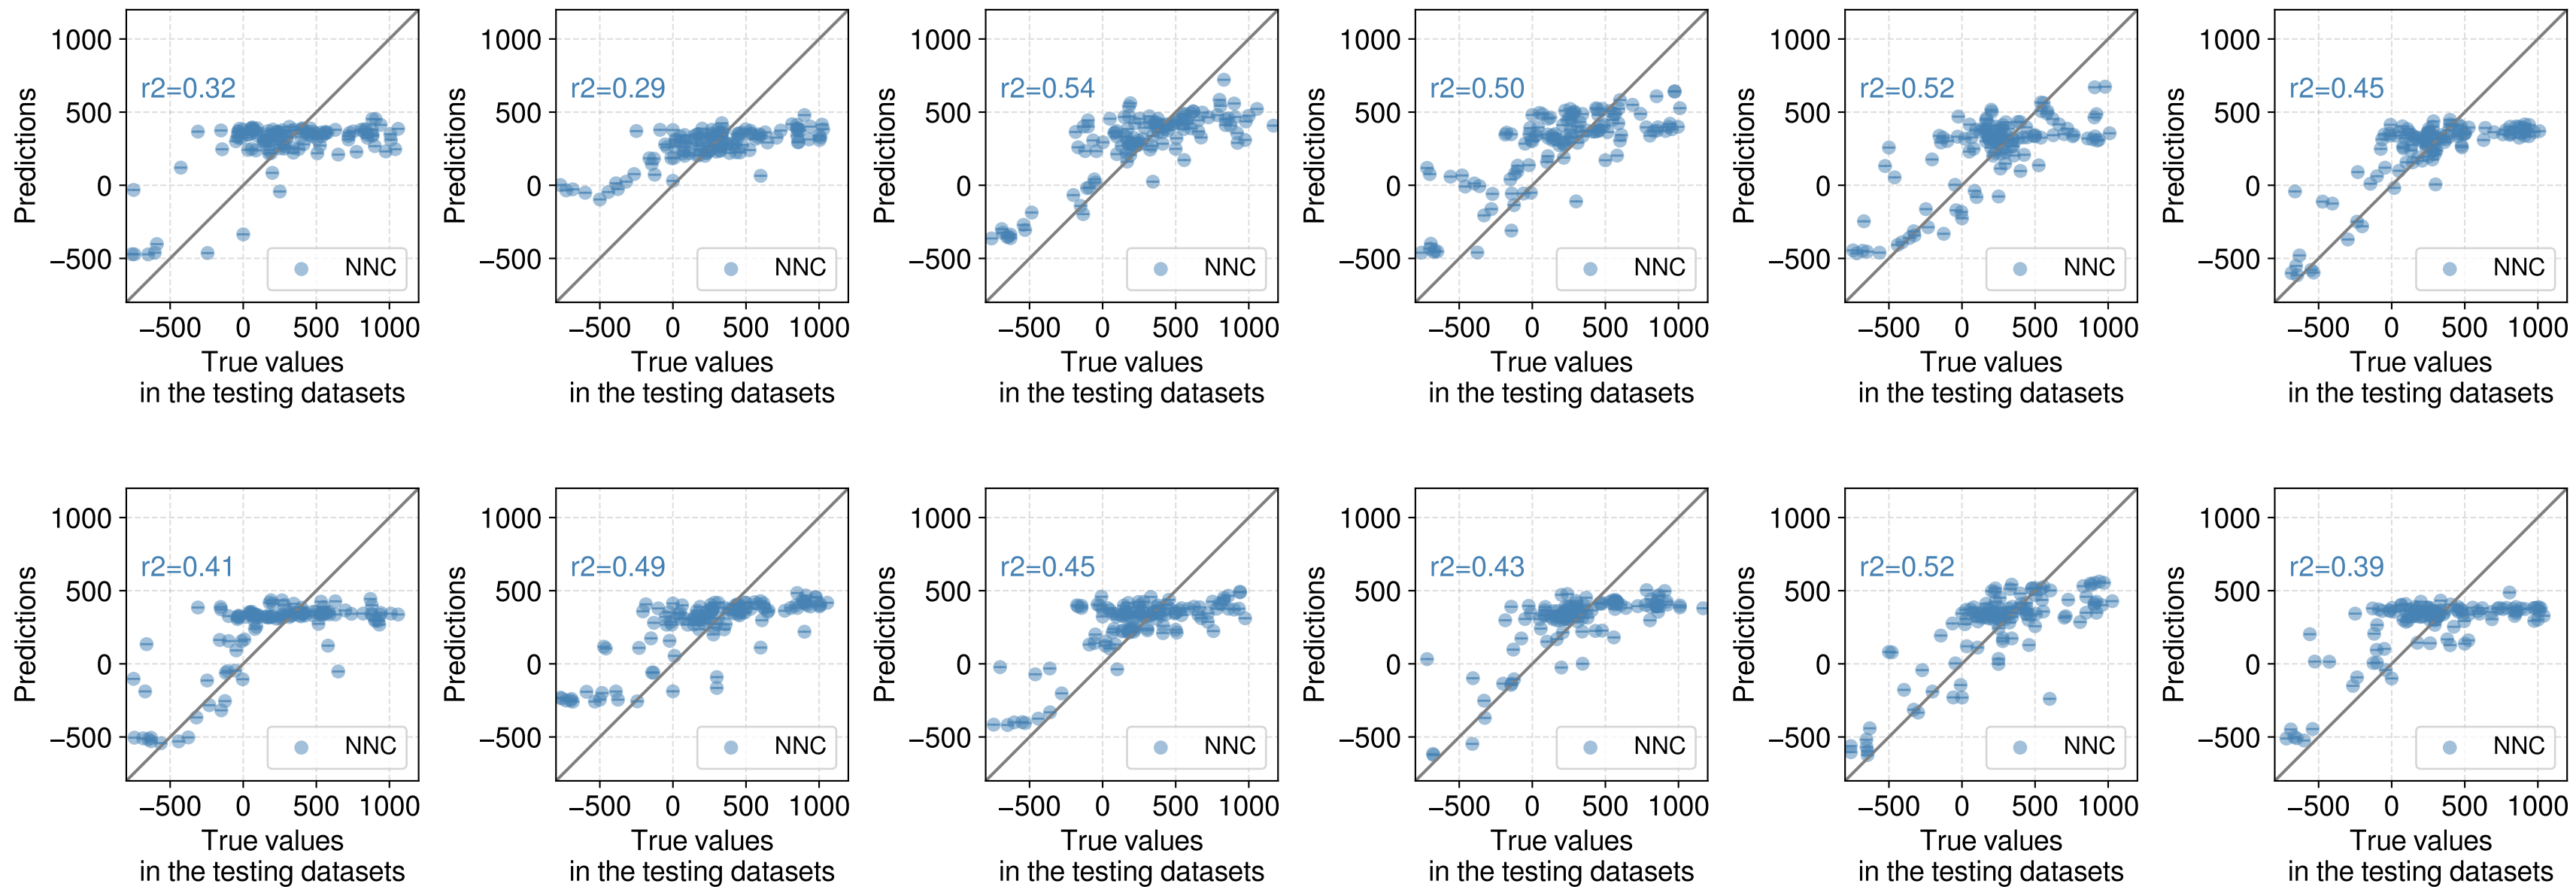 1000
500
0
−500
Predictions
r2=0.32
NNC
−500 0 500 1000
True values
in the testing datasets
1000
500
0
−500
Predictions
r2=0.29
NNC
−500 0 500 1000
True values
in the testing datasets
1000
500
0
−500
Predictions
r2=0.54
NNC
−500 0 500 1000
True values
in the testing datasets
1000
500
0
−500
Predictions
r2=0.50
NNC
−500 0 500 1000
True values
in the testing datasets
1000
500
0
−500
Predictions
r2=0.52
NNC
−500 0 500 1000
True values
in the testing datasets
1000
500
0
−500
Predictions
r2=0.45
NNC
−500 0 500 1000
True values
in the testing datasets
1000
500
0
−500
Predictions
r2=0.41
NNC
−500 0 500 1000
True values
in the testing datasets
1000
500
0
−500
Predictions
r2=0.49
NNC
−500 0 500 1000
True values
in the testing datasets
1000
500
0
−500
Predictions
r2=0.45
NNC
−500 0 500 1000
True values
in the testing datasets
1000
500
0
−500
Predictions
r2=0.43
NNC
−500 0 500 1000
True values
in the testing datasets
1000
500
0
−500
Predictions
r2=0.52
NNC
−500 0 500 1000
True values
in the testing datasets
1000
500
0
−500
Predictions
r2=0.39
NNC
−500 0 500 1000
True values
in the testing datasets